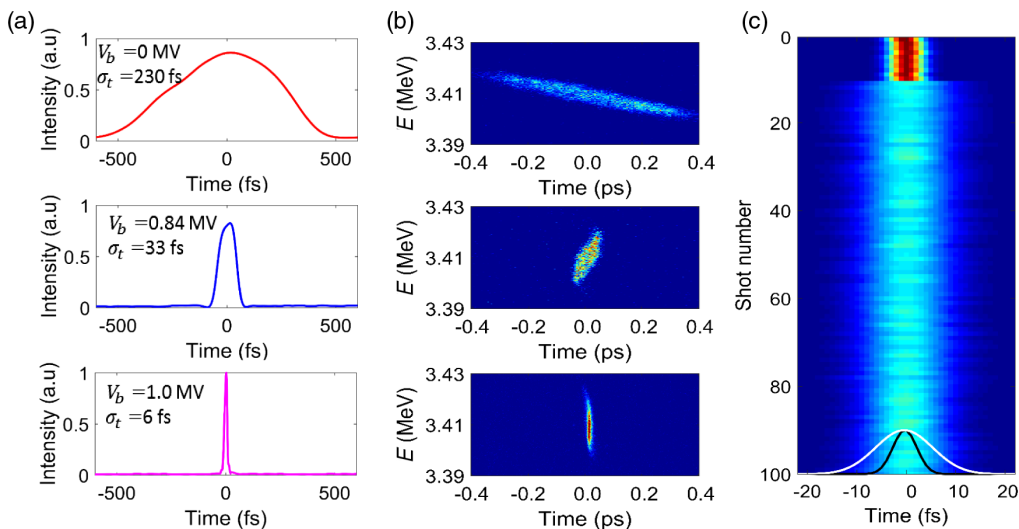 (a)
V_b =0 MV
σ_t =230 fs
Intensity (a.u)
1
0.5
0
-500
0
500
Time (fs)
V_b =0.84 MV
σ_t =33 fs
Intensity (a.u)
1
0.5
0
-500
0
500
Time (fs)
V_b =1.0 MV
σ_t =6 fs
Intensity (a.u)
1
0.5
0
-500
0
500
Time (fs)
(b)
E (MeV)
3.43
3.41
3.39
-0.4
-0.2
0.0
0.2
0.4
Time (ps)
E (MeV)
3.43
3.41
3.39
-0.4
-0.2
0.0
0.2
0.4
Time (ps)
E (MeV)
3.43
3.41
3.39
-0.4
-0.2
0.0
0.2
0.4
Time (ps)
(c)
Shot number
0
20
40
60
80
100
-20
-10
0
10
20
Time (fs)